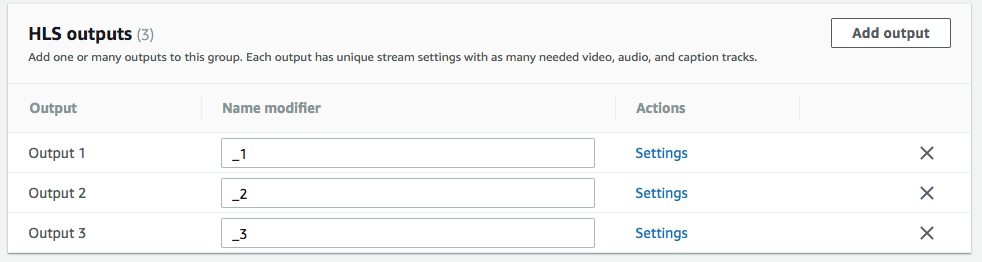 HLS outputs (3)
Add output
Add one or many outputs to this group. Each output has unique stream settings with as many needed video, audio, and caption tracks.
Output Name modifier Actions
Output 1 _1 Settings
Output 2 _2 Settings
Output 3 _3 Settings